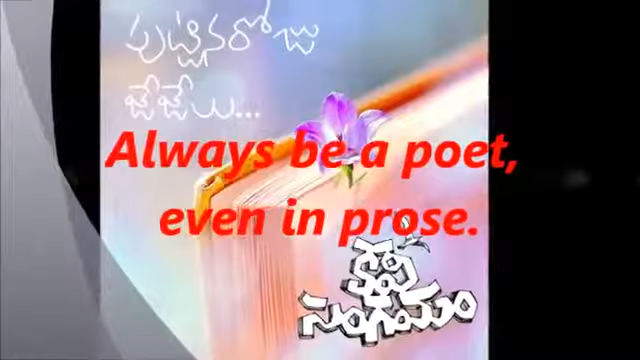 పుట్టినరోజు
జేజేలు...
Always be a poet,
even in prose.
కవి
సంగమం